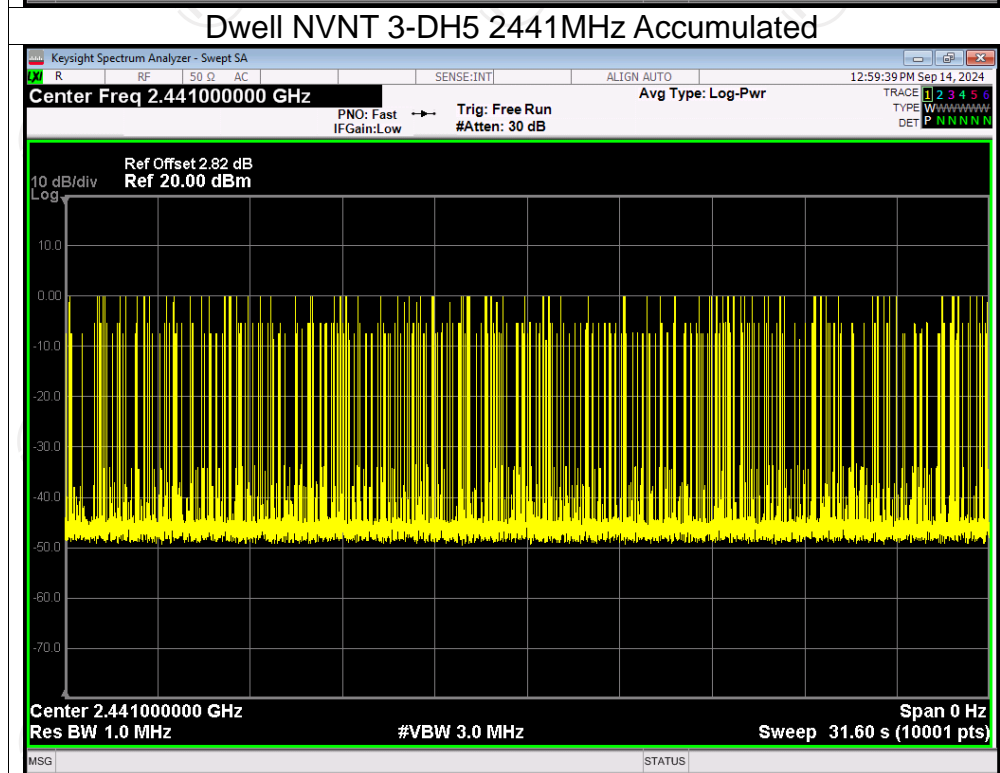 Dwell NVNT 3-DH5 2441MHz Accumulated
Keysight Spectrum Analyzer - Swept SA
LXI R RF 50 Ω AC SENSE:INT ALIGN AUTO 12:59:39 PM Sep 14, 2024
Center Freq 2.441000000 GHz Avg Type: Log-Pwr TRACE 1 2 3 4 5 6
PNO: Fast Trig: Free Run TYPE WWWWWW
IFGain:Low #Atten: 30 dB DET P NNNNN
Ref Offset 2.82 dB
10 dB/div Ref 20.00 dBm
Log
10.0
0.00
-10.0
-20.0
-30.0
-40.0
-50.0
-60.0
-70.0
Center 2.441000000 GHz Span 0 Hz
Res BW 1.0 MHz #VBW 3.0 MHz Sweep 31.60 s (10001 pts)
MSG STATUS